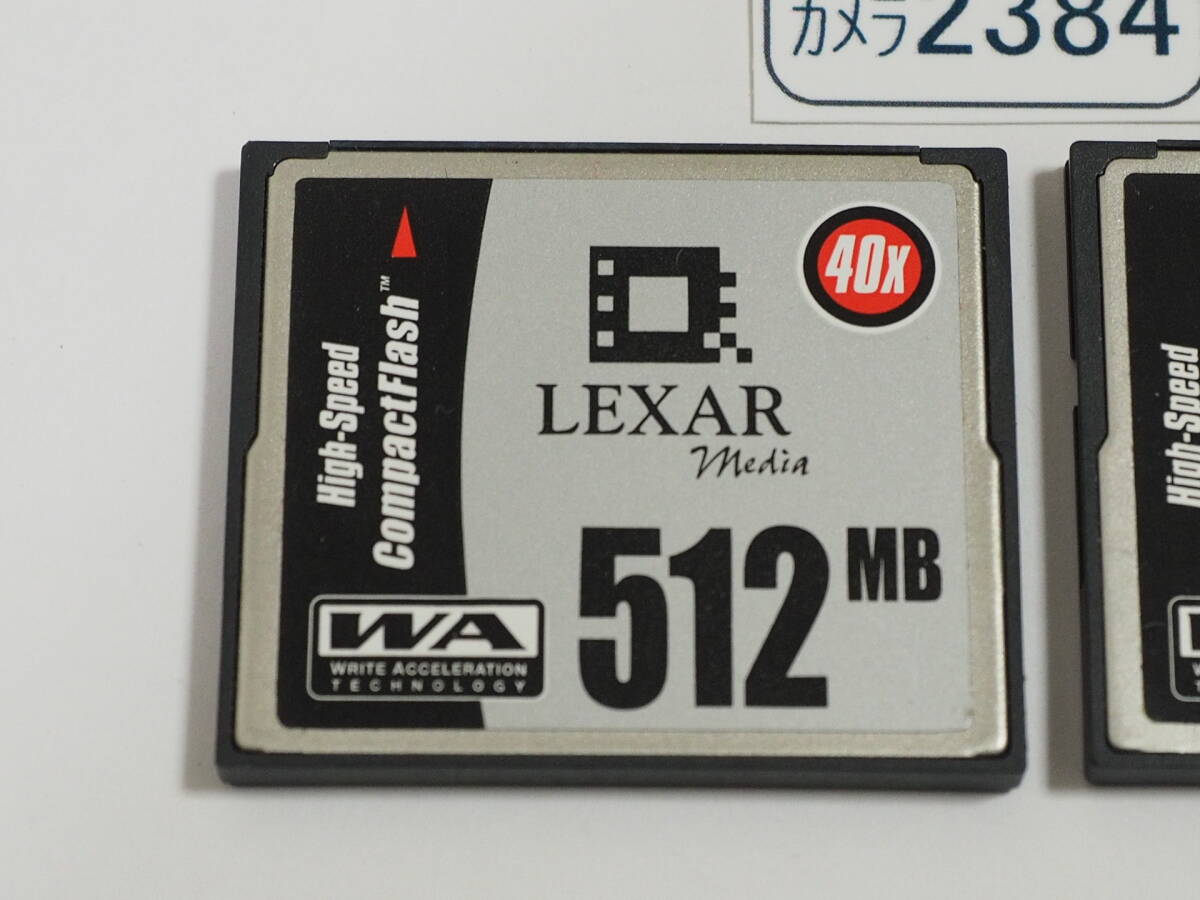 カメラ2384
40x
High-Speed
CompactFlash™
LEXAR
Media
512 MB
WA
WRITE ACCELERATION
TECHNOLOGY
High-Speed